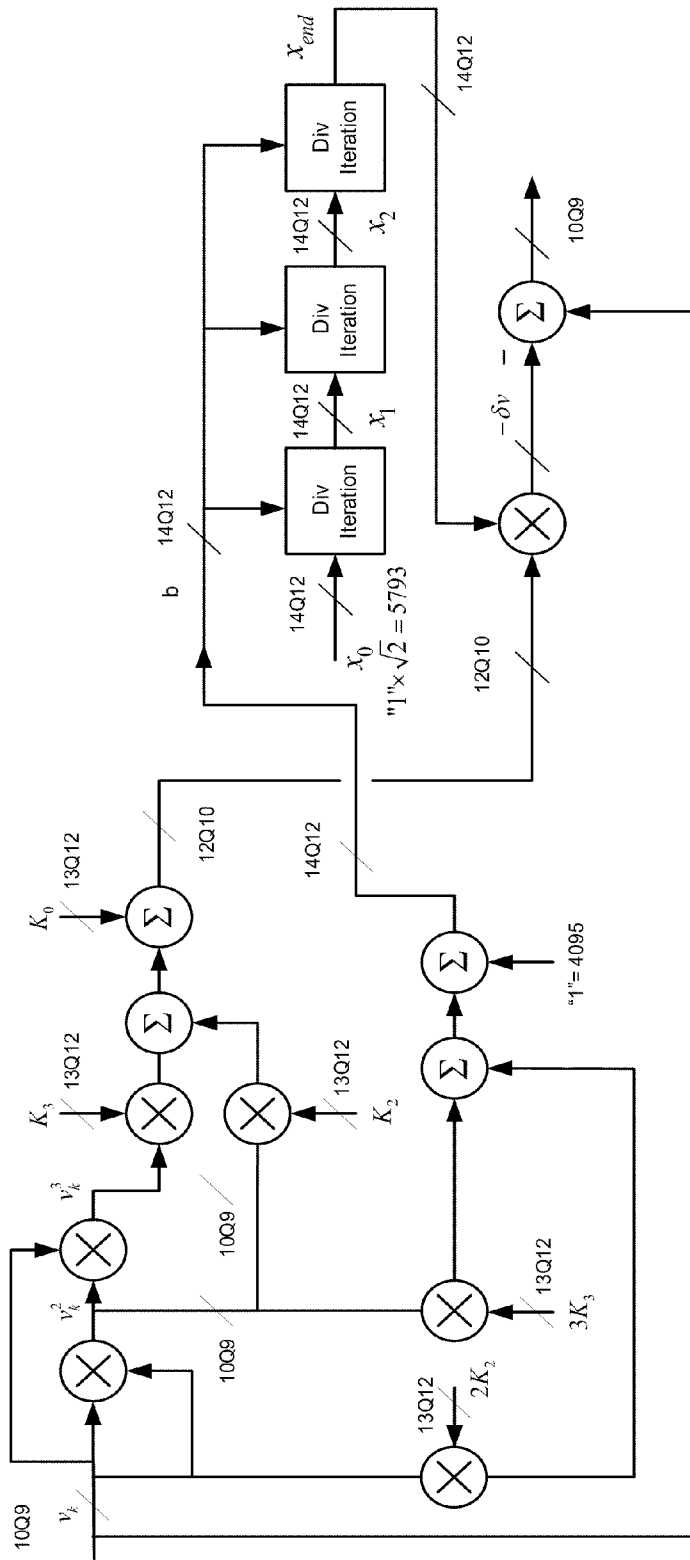 10Q9
v_k
v_k^2
v_k^3
K_3
13Q12
K_0
13Q12
Σ
Σ
12Q10
10Q9
10Q9
13Q12
K_2
13Q12
2K_2
13Q12
3K_3
Σ
Σ
"1"= 4095
14Q12
b
14Q12
14Q12
x_0
"1"× √2 = 5793
Div
Iteration
14Q12
x_1
Div
Iteration
14Q12
x_2
Div
Iteration
x_end
14Q12
12Q10
−δv
−
Σ
10Q9